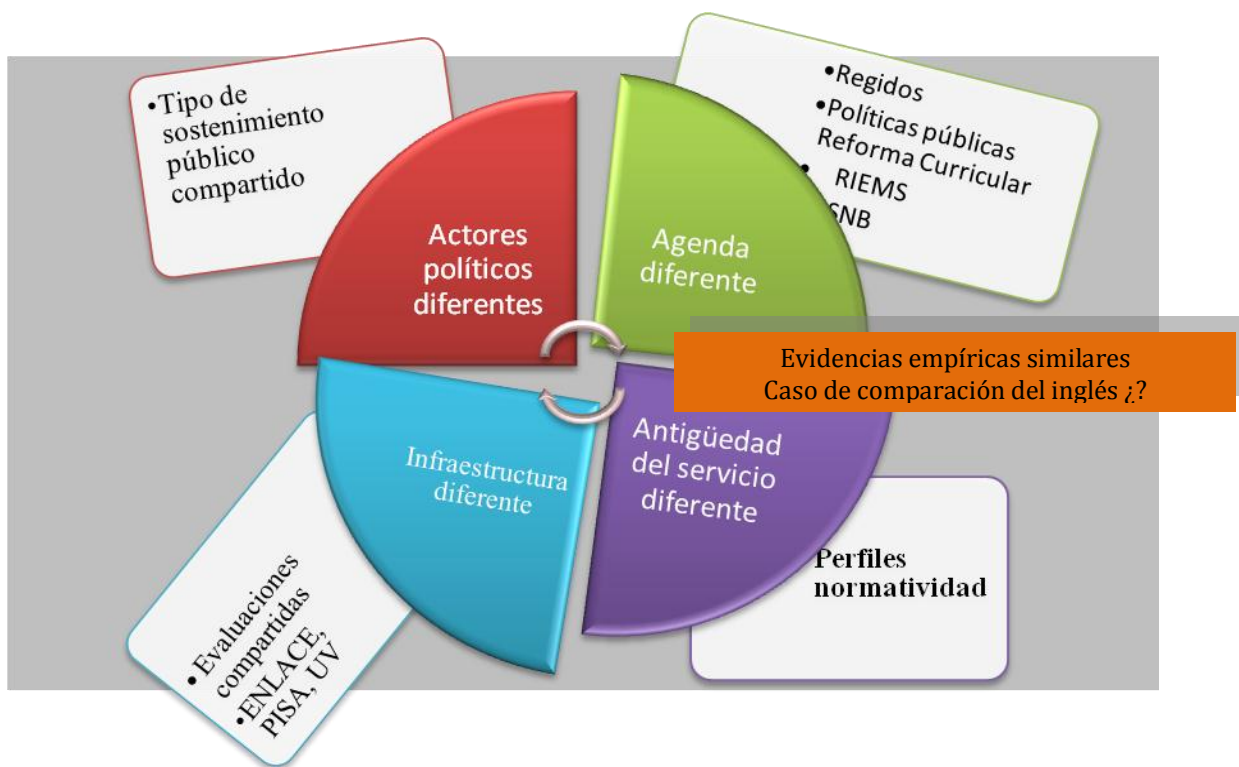 •Tipo de
sostenimiento
público
compartido
•Regidos
•Políticas públicas
Reforma Curricular
• RIEMS
SNB
Actores
políticos
diferentes
Agenda
diferente
Evidencias empíricas similares
Caso de comparación del inglés ¿?
Infraestructura
diferente
Antigüedad
del servicio
diferente
•Evaluaciones
compartidas
•ENLACE,
PISA, UV
Perfiles
normatividad